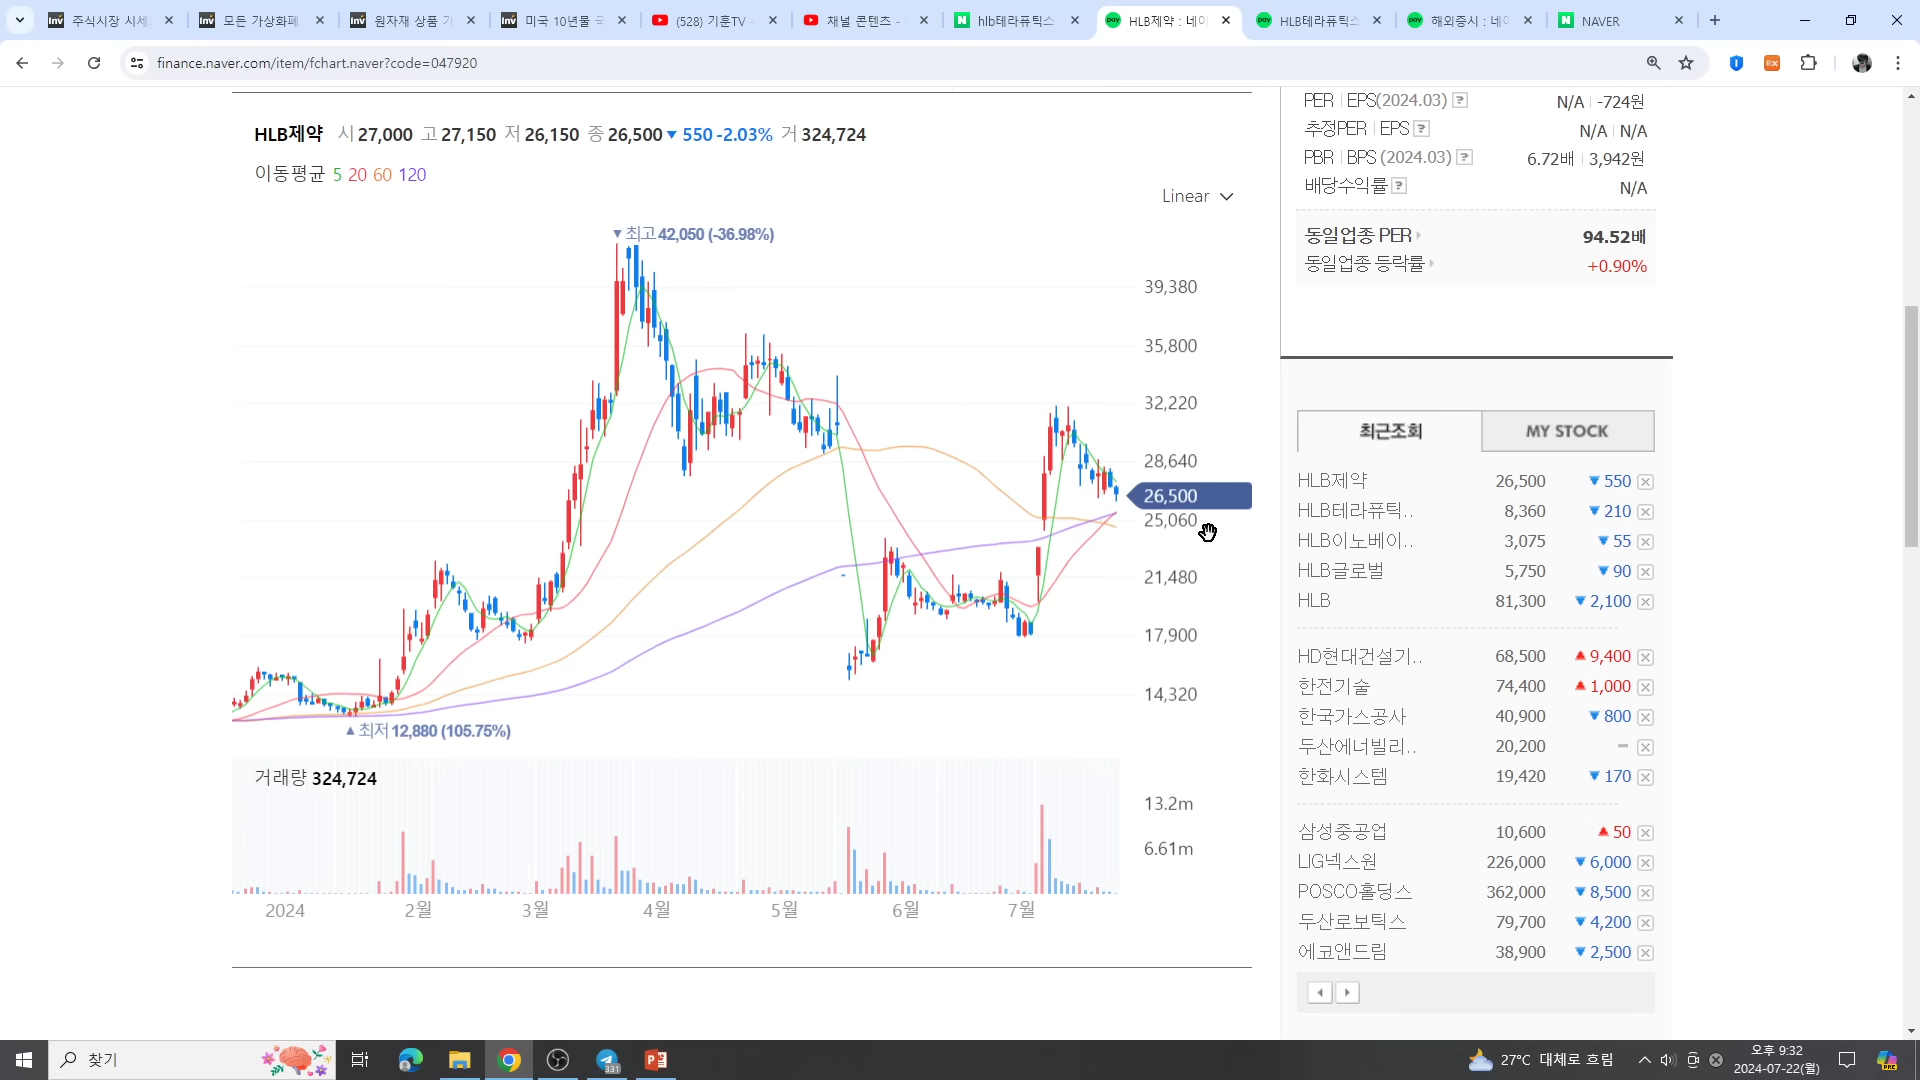 주식시장 시세
모든 가상화폐
원자재 상품 가
미국 10년물 국
(528) 기훈TV -
채널 콘텐츠 -
hlb테라퓨틱스
HLB제약 : 네이
HLB테라퓨틱스
해외증시 : 네이
NAVER
finance.naver.com/item/fchart.naver?code=047920
HLB제약 시 27,000 고 27,150 저 26,150 종 26,500 ▼ 550 -2.03% 거 324,724
이동평균 5 20 60 120
Linear
▼최고 42,050 (-36.98%)
39,380
35,800
32,220
28,640
26,500
25,060
21,480
17,900
14,320
▲최저 12,880 (105.75%)
거래량 324,724
13.2m
6.61m
2024 2월 3월 4월 5월 6월 7월
PER EPS(2024.03) ? N/A -724원
추정PER EPS ? N/A N/A
PBR BPS (2024.03) ? 6.72배 3,942원
배당수익률 ? N/A
동일업종 PER 94.52배
동일업종 등락률 +0.90%
최근조회 MY STOCK
HLB제약 26,500 ▼ 550
HLB테라퓨틱.. 8,360 ▼ 210
HLB이노베이.. 3,075 ▼ 55
HLB글로벌 5,750 ▼ 90
HLB 81,300 ▼ 2,100
HD현대건설기.. 68,500 ▲ 9,400
한전기술 74,400 ▲ 1,000
한국가스공사 40,900 ▼ 800
두산에너빌리.. 20,200 -
한화시스템 19,420 ▼ 170
삼성중공업 10,600 ▲ 50
LIG넥스원 226,000 ▼ 6,000
POSCO홀딩스 362,000 ▼ 8,500
두산로보틱스 79,700 ▼ 4,200
에코앤드림 38,900 ▼ 2,500
찾기
331
27°C 대체로 흐림
오후 9:32
2024-07-22(월)